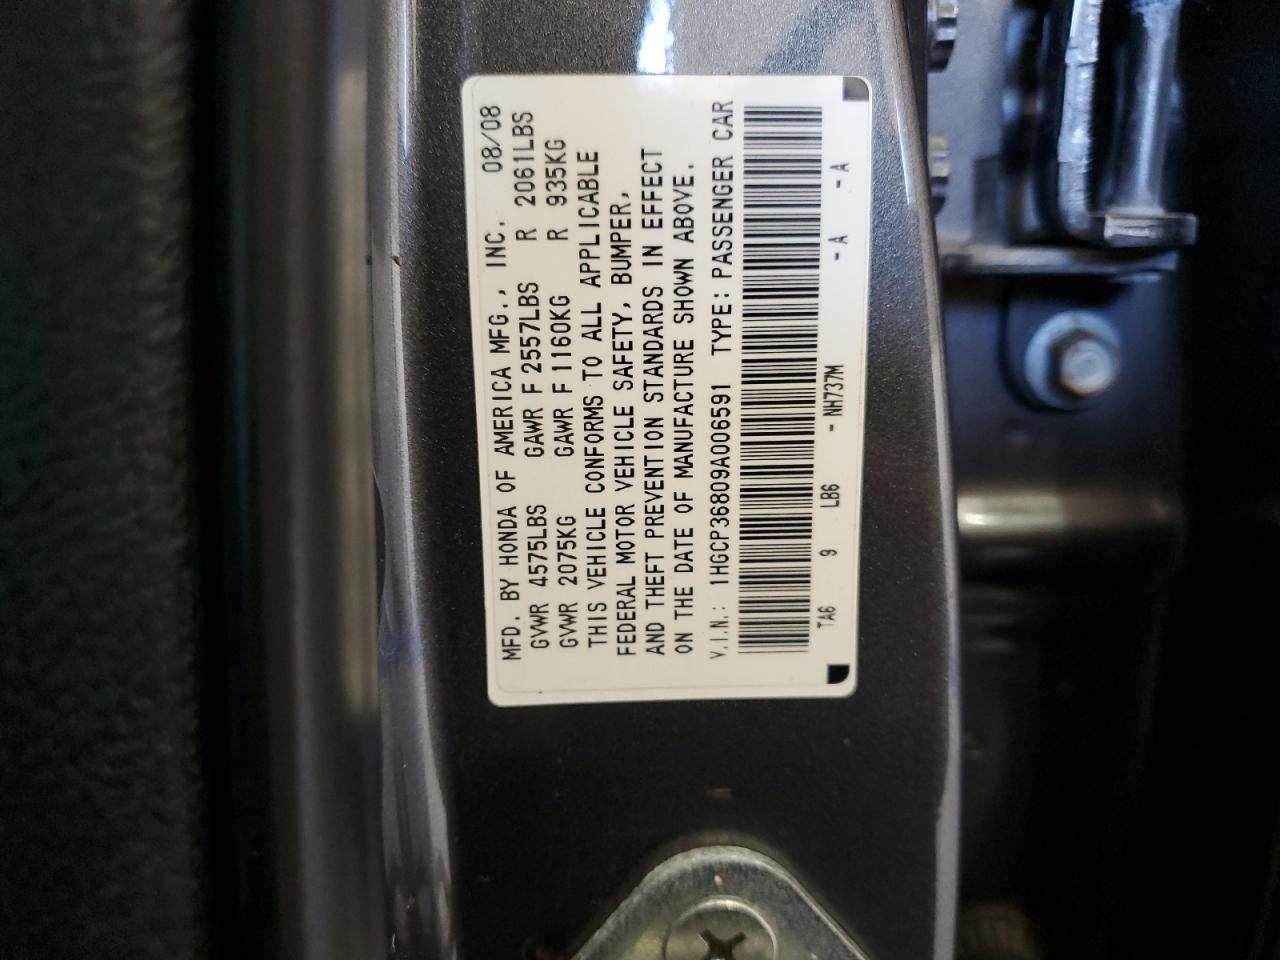 MFD. BY HONDA OF AMERICA MFG., INC. 08/08
GVWR 4575LBS GAWR F 2557LBS R 2061LBS
GVWR 2075KG GAWR F 1160KG R 935KG
THIS VEHICLE CONFORMS TO ALL APPLICABLE
FEDERAL MOTOR VEHICLE SAFETY, BUMPER,
AND THEFT PREVENTION STANDARDS IN EFFECT
ON THE DATE OF MANUFACTURE SHOWN ABOVE.
V.I.N.: 1HGCP36809A006591 TYPE: PASSENGER CAR
TA6 9 LB6 - NH737M - A - A